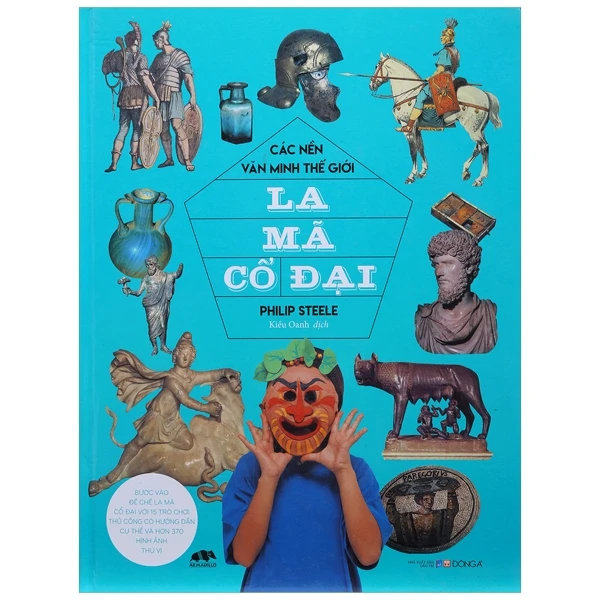 CÁC NỀN
VĂN MINH THẾ GIỚI
LA
MÃ
CỔ ĐẠI
PHILIP STEELE
Kiều Oanh dịch
PAREGORIVS
BƯỚC VÀO
ĐẾ CHẾ LA MÃ
CỔ ĐẠI VỚI 15 TRÒ CHƠI
THỦ CÔNG CÓ HƯỚNG DẪN
CỤ THỂ VÀ HƠN 370
HÌNH ẢNH
THÚ VỊ
ARMADILLO
ĐÔNG A